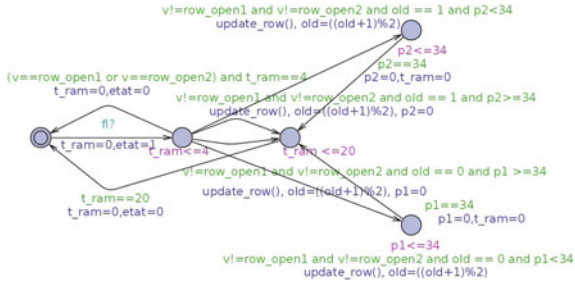 v!=row_open1 and v!=row_open2 and old == 1 and p2<34
update_row(), old=((old+1)%2)
p2<=34
p2==34
p2=0,t_ram=0
(v==row_open1 or v==row_open2) and t_ram==4
t_ram=0,etat=0
v!=row_open1 and v!=row_open2 and old == 1 and p2>=34
update_row(), old=((old+1)%2), p2=0
fl?
t_ram=0,etat=1
t_ram<=4
t_ram <=20
v!=row_open1 and v!=row_open2 and old == 0 and p1 >=34
update_row(), old=((old+1)%2), p1=0
t_ram==20
t_ram=0,etat=0
p1==34
p1=0,t_ram=0
p1<=34
v!=row_open1 and v!=row_open2 and old == 0 and p1<34
update_row(), old=((old+1)%2)